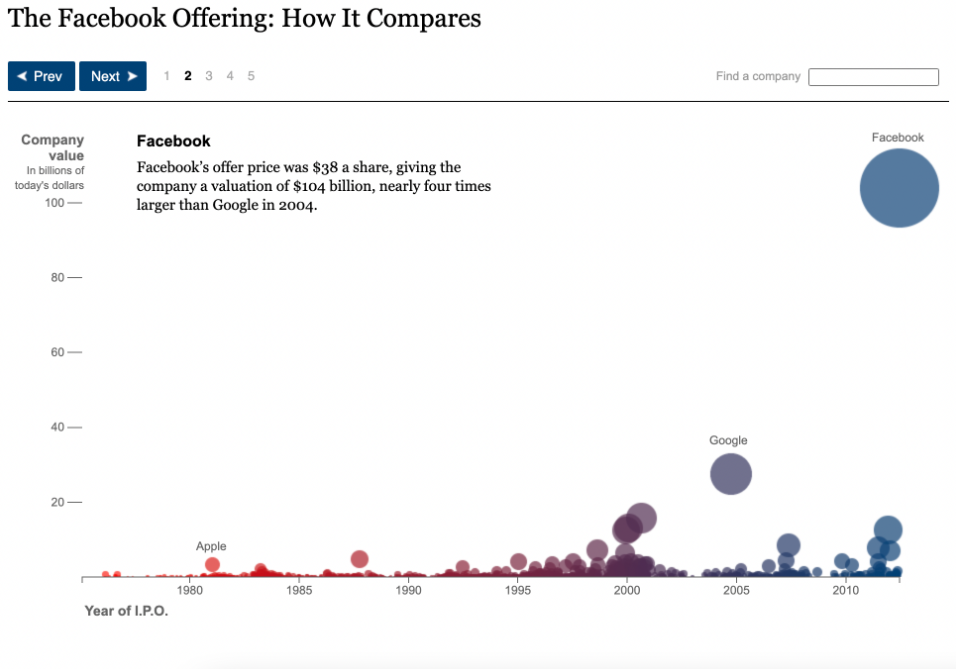 The Facebook Offering: How It Compares
Prev Next 1 2 3 4 5 Find a company
Company
value
In billions of
today's dollars
Facebook
Facebook’s offer price was $38 a share, giving the
company a valuation of $104 billion, nearly four times
larger than Google in 2004.
Facebook
100
80
60
40
Google
20
Apple
1980 1985 1990 1995 2000 2005 2010
Year of I.P.O.